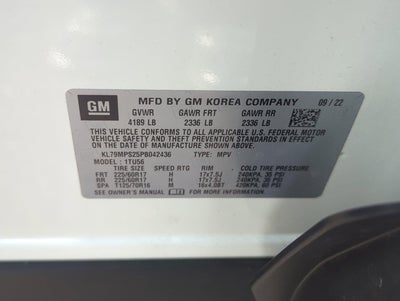 GM
MFD BY GM KOREA COMPANY 09 / 22
GVWR GAWR FRT GAWR RR
4189 LB 2336 LB 2336 LB
THIS VEHICLE CONFORMS TO ALL APPLICABLE U.S. FEDERAL MOTOR
VEHICLE SAFETY AND THEFT PREVENTION STANDARDS IN EFFECT
ON THE DATE OF MANUFACTURE SHOWN ABOVE.
KL79MPS25PB042436 TYPE: MPV
MODEL: 1TU56
TIRE SIZE SPEED RTG RIM COLD TIRE PRESSURE
FRT 225/60R17 H 17x7.5J 240KPA, 35 PSI
RR 225/60R17 H 17x7.5J 240KPA, 35 PSI
SPA T125/70R16 M 16x4.0BT 420KPA, 60 PSI
SEE OWNER'S MANUAL FOR MORE INFORMATION.